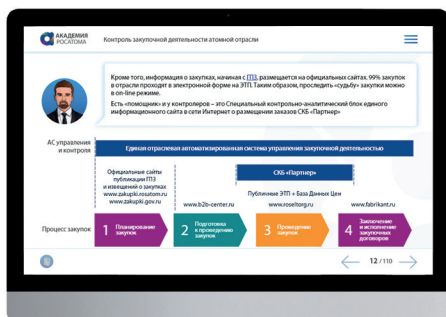 АКАДЕМИЯ
РОСАТОМА
Контроль закупочной деятельности атомной отрасли
Кроме того, информация о закупках, начиная с ГПЗ, размещается на официальных сайтах. 99% закупок
в отрасли проходят в электронной форме на ЭТП. Таким образом, проследить «судьбу» закупки можно
в on-line режиме.
Есть «помощник» и у контролеров – это Специальный контрольно-аналитический блок единого
информационного сайта в сети Интернет о размещении заказов СКБ «Партнер»
АС управления
и контроля
Единая отраслевая автоматизированная система управления закупочной деятельностью
Официальные сайты
публикации ГПЗ
и извещений о закупках
www.zakupki.rosatom.ru
www.zakupki.gov.ru
www.b2b-center.ru
СКБ «Партнер»
Публичные ЭТП + База Данных Цен
www.roseltorg.ru
www.fabrikant.ru
Процесс закупок
1 Планирование
закупок
2 Подготовка
к проведению
закупок
3 Проведение
закупок
4 Заключение
и исполнение
закупочных
договоров
12 / 110